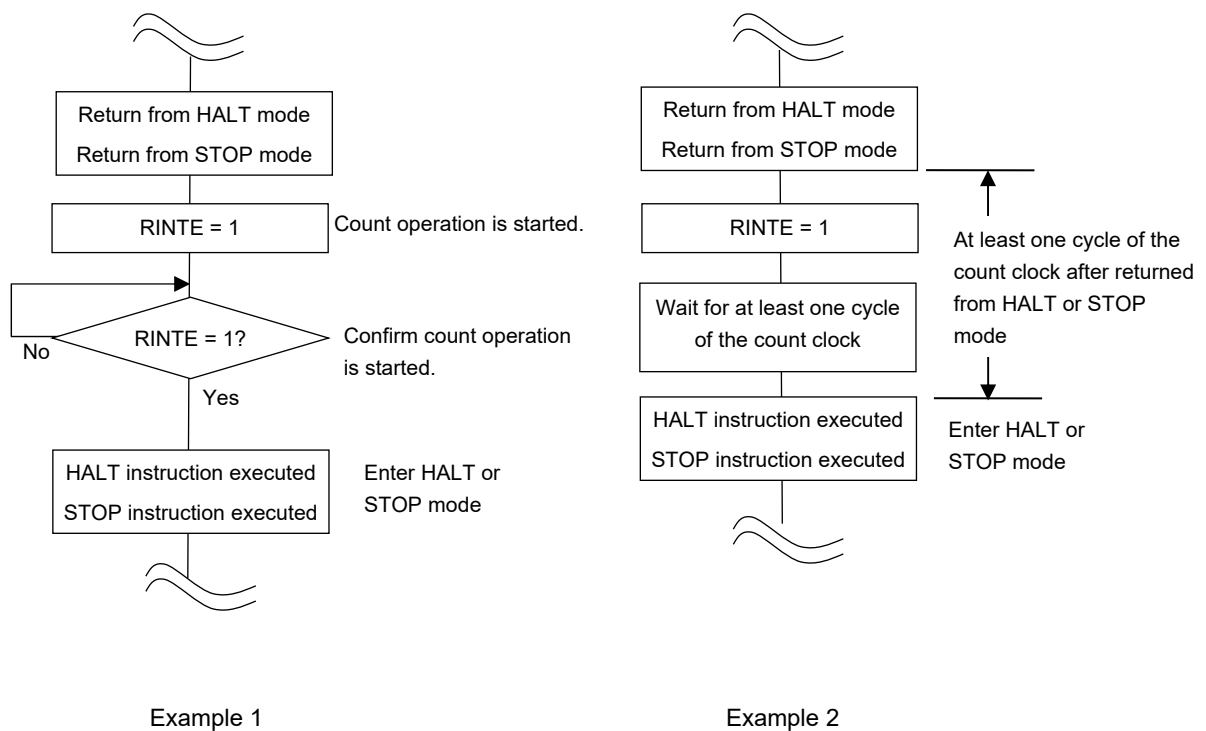 Return from HALT mode
Return from STOP mode
RINTE = 1
Count operation is started.
RINTE = 1?
No
Confirm count operation
is started.
Yes
HALT instruction executed
STOP instruction executed
Enter HALT or
STOP mode
Example 1
Return from HALT mode
Return from STOP mode
RINTE = 1
Wait for at least one cycle
of the count clock
At least one cycle of the
count clock after returned
from HALT or STOP
mode
HALT instruction executed
STOP instruction executed
Enter HALT or
STOP mode
Example 2